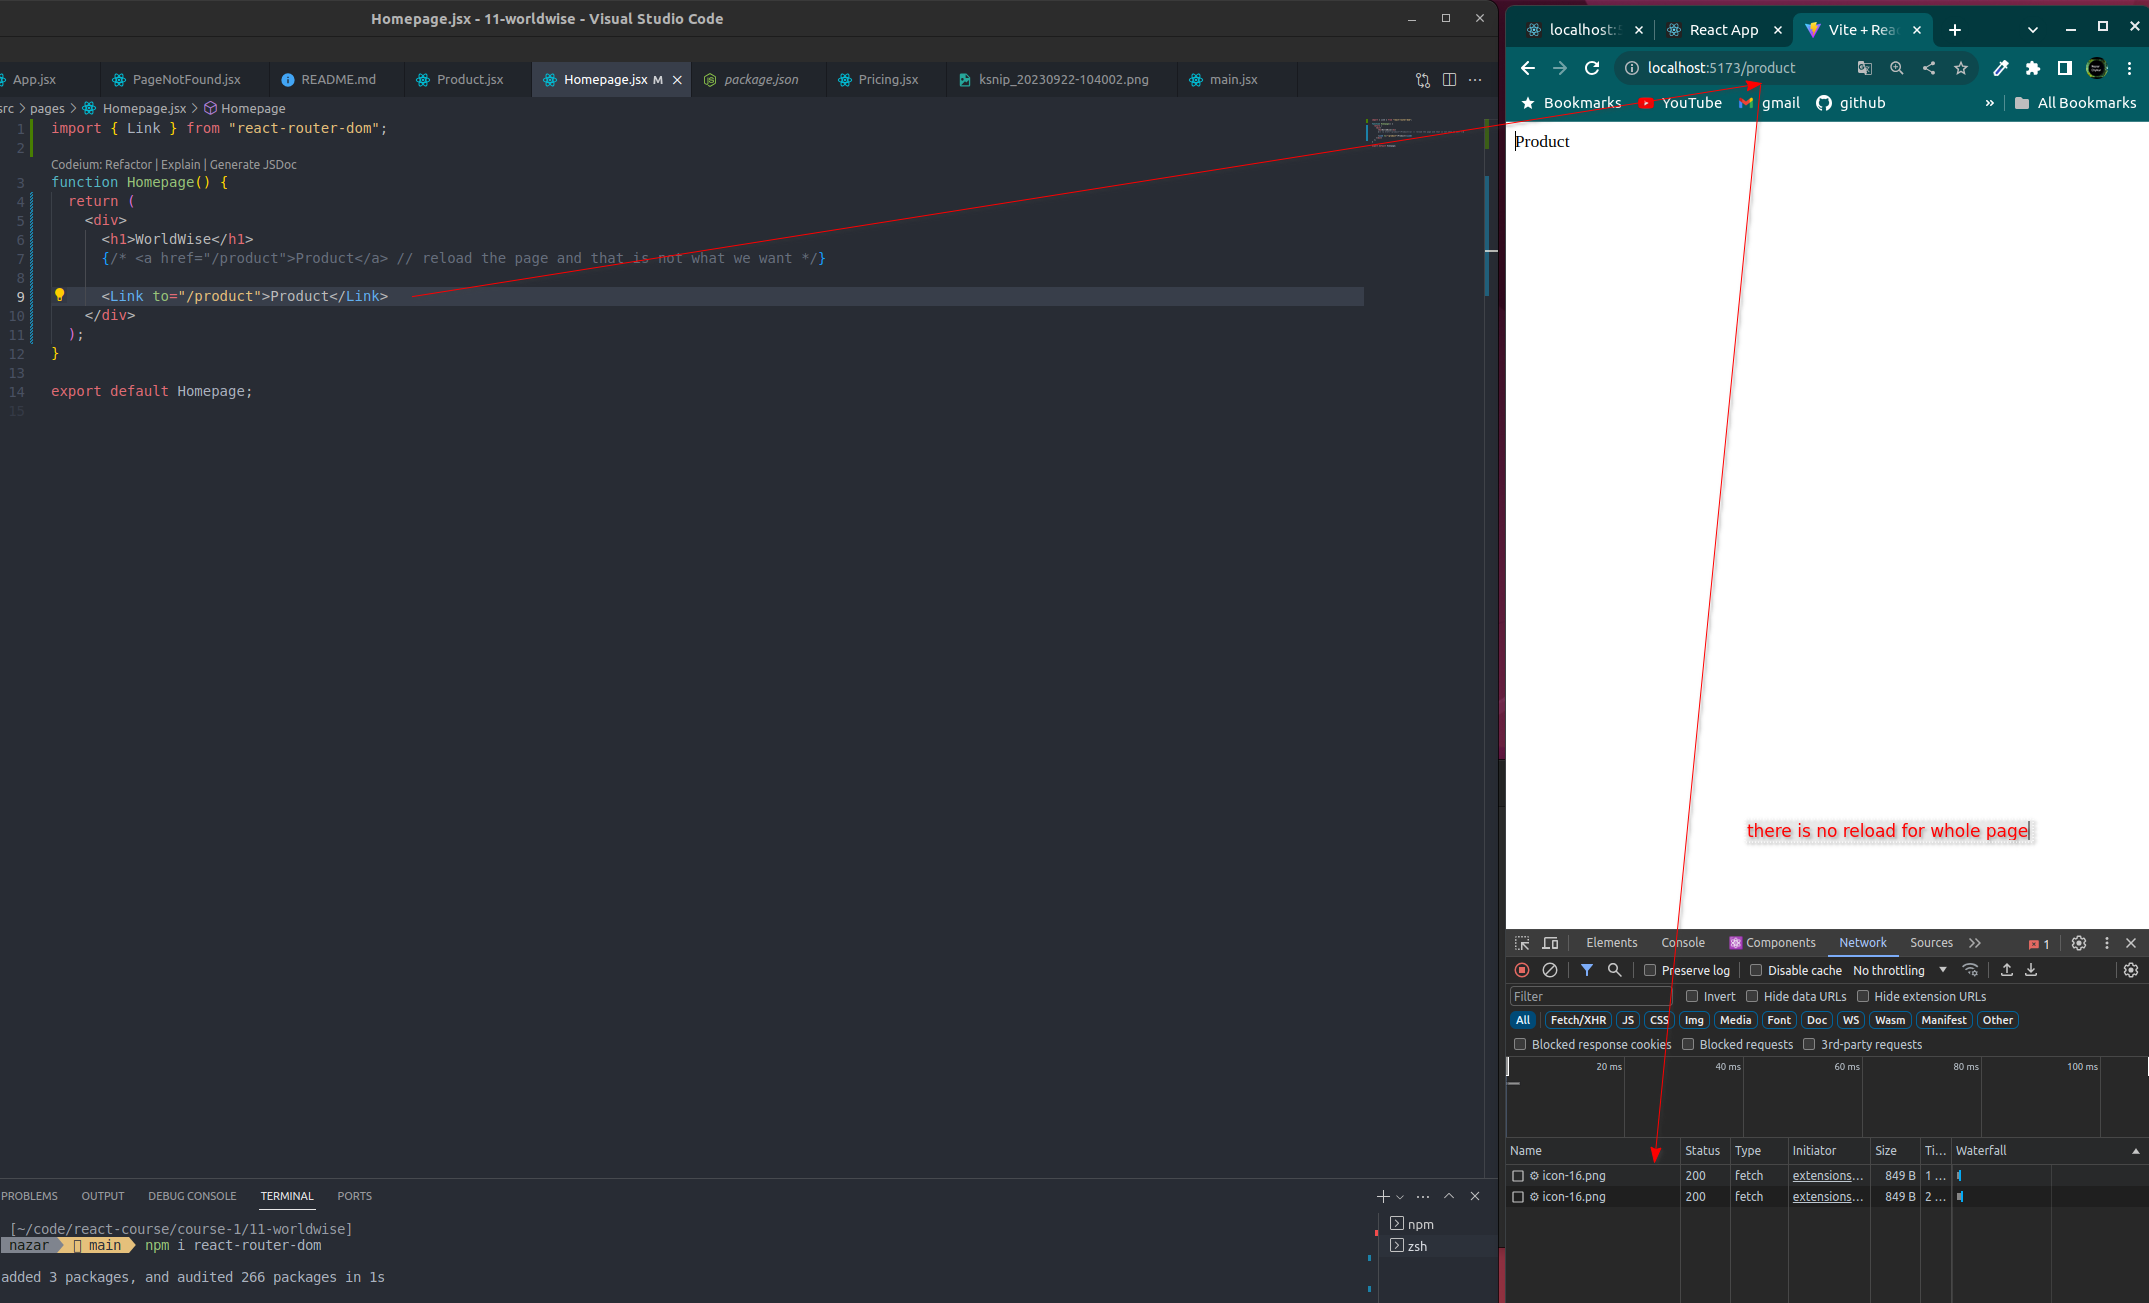 Homepage.jsx - 11-worldwise - Visual Studio Code
App.jsx
PageNotFound.jsx
README.md
Product.jsx
Homepage.jsx M
package.json
Pricing.jsx
ksnip_20230922-104002.png
main.jsx
src > pages > Homepage.jsx > Homepage
1 import { Link } from "react-router-dom";
2
Codeium: Refactor | Explain | Generate JSDoc
3 function Homepage() {
4 return (
5 <div>
6 <h1>WorldWise</h1>
7 {/* <a href="/product">Product</a> // reload the page and that is not what we want */}
8
9 <Link to="/product">Product</Link>
10 </div>
11 );
12 }
13
14 export default Homepage;
15
PROBLEMS OUTPUT DEBUG CONSOLE TERMINAL PORTS
[~/code/react-course/course-1/11-worldwise]
nazar main npm i react-router-dom
added 3 packages, and audited 266 packages in 1s
npm
zsh
localhost:5
React App
Vite + Rea
localhost:5173/product
Bookmarks YouTube gmail github » All Bookmarks
Product
there is no reload for whole page
Elements Console Components Network Sources 1
Preserve log Disable cache No throttling
Filter Invert Hide data URLs Hide extension URLs
All Fetch/XHR JS CSS Img Media Font Doc WS Wasm Manifest Other
Blocked response cookies Blocked requests 3rd-party requests
20 ms 40 ms 60 ms 80 ms 100 ms
Name Status Type Initiator Size Ti... Waterfall
icon-16.png 200 fetch extensions... 849 B 1 ...
icon-16.png 200 fetch extensions... 849 B 2 ...